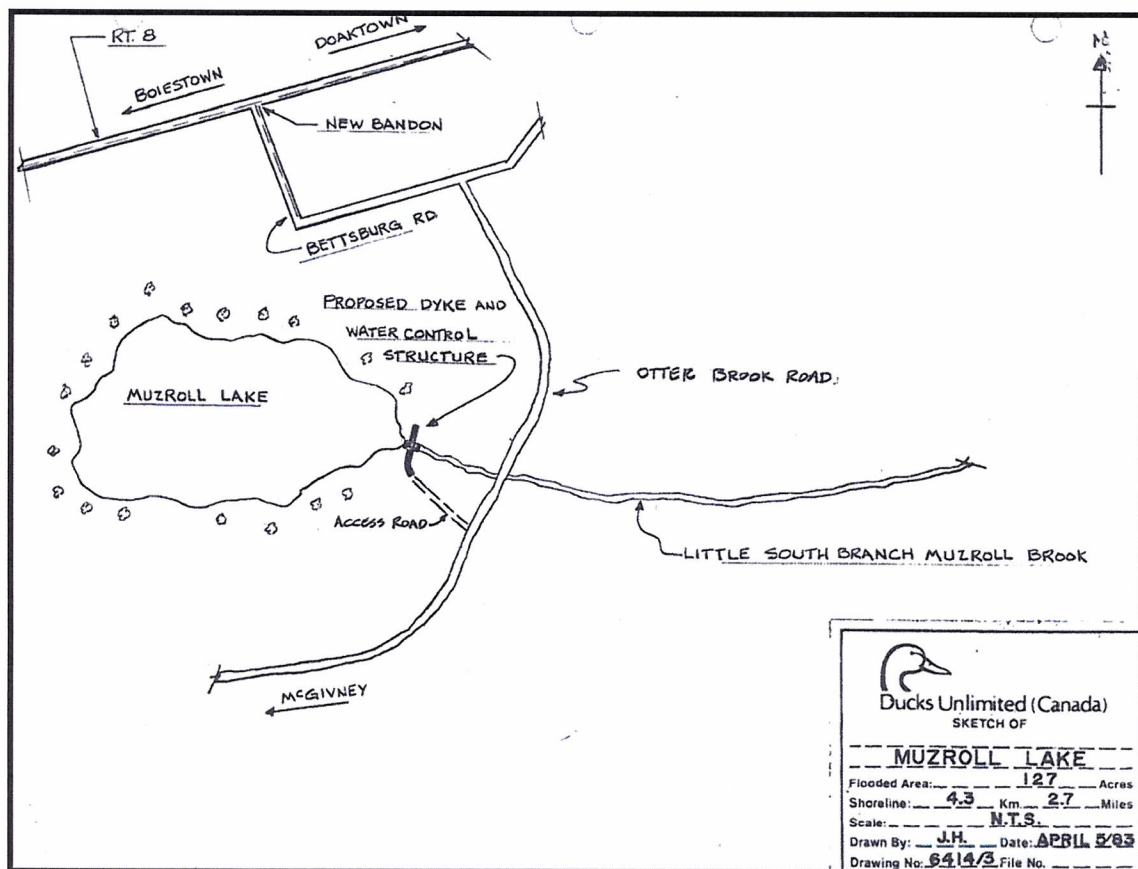 RT. 8
DOAKTOWN
BOIESTOWN
NEW BANDON
BETTSBURG RD
PROPOSED DYKE AND
WATER CONTROL
STRUCTURE
MUZROLL LAKE
OTTER BROOK ROAD
ACCESS ROAD
LITTLE SOUTH BRANCH MUZROLL BROOK
McGIVNEY
Ducks Unlimited (Canada)
SKETCH OF
MUZROLL LAKE
Flooded Area: 127 Acres
Shoreline: 4.3 Km. 2.7 Miles
Scale: N.T.S.
Drawn By: J.H. Date: APRIL 5/83
Drawing No: 6414/3 File No.